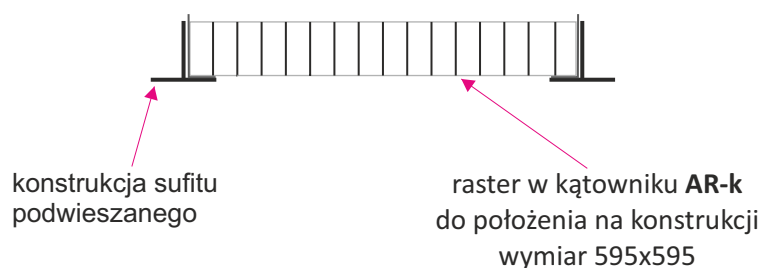 konstrukcja sufitu
podwieszanego
raster w kątowniku AR-k
do położenia na konstrukcji
wymiar 595x595